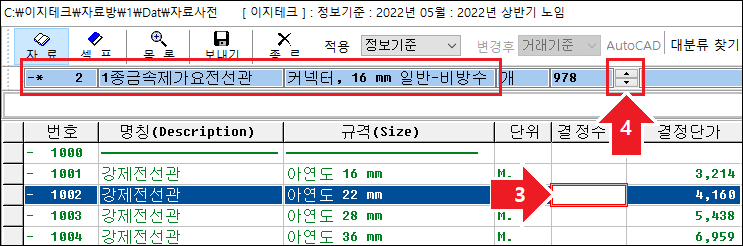 C:₩이지테크₩자료방₩1₩Dat₩자료사전 [ 이지테크 ] : 정보기준 : 2022년 05월 : 2022년 상반기 노임
자 료 셀 프 목 록 보내기 종 료 적용 정보기준 변경후 거래기준 AutoCAD 대분류 찾기
-* 2 1종금속제가요전선관 커넥터, 16 mm 일반-비방수 개 978
4
번호 명칭(Description) 규격(Size) 단위 결정수 결정단가
- 1000
- 1001 강제전선관 아연도 16 mm M. 3,214
- 1002 강제전선관 아연도 22 mm 3 4,160
- 1003 강제전선관 아연도 28 mm 5,438
- 1004 강제전선관 아연도 36 mm M. 6,959